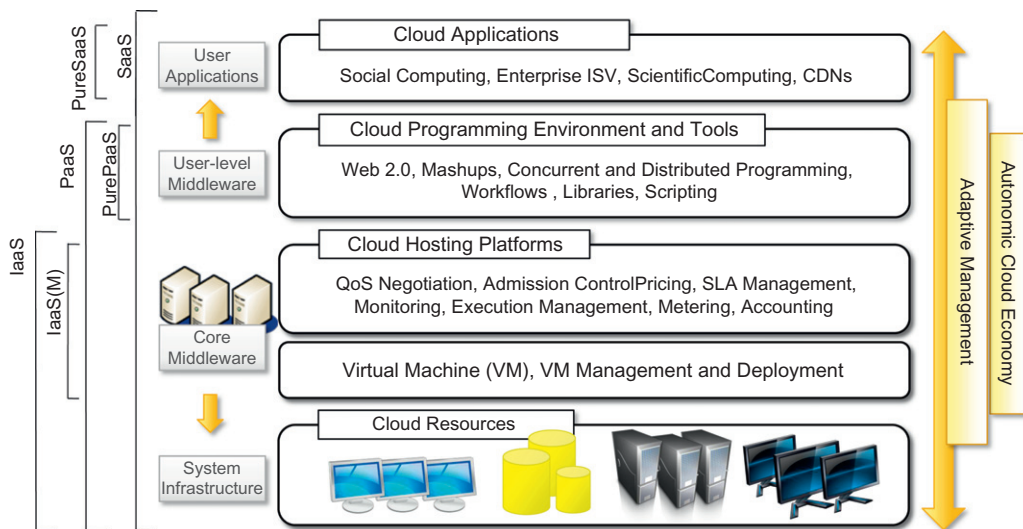 PureSaaS
SaaS
User
Applications
Cloud Applications
Social Computing, Enterprise ISV, ScientificComputing, CDNs
PaaS
PurePaaS
User-level
Middleware
Cloud Programming Environment and Tools
Web 2.0, Mashups, Concurrent and Distributed Programming,
Workflows , Libraries, Scripting
IaaS
IaaS(M)
Core
Middleware
Cloud Hosting Platforms
QoS Negotiation, Admission ControlPricing, SLA Management,
Monitoring, Execution Management, Metering, Accounting
Virtual Machine (VM), VM Management and Deployment
System
Infrastructure
Cloud Resources
Adaptive Management
Autonomic Cloud Economy